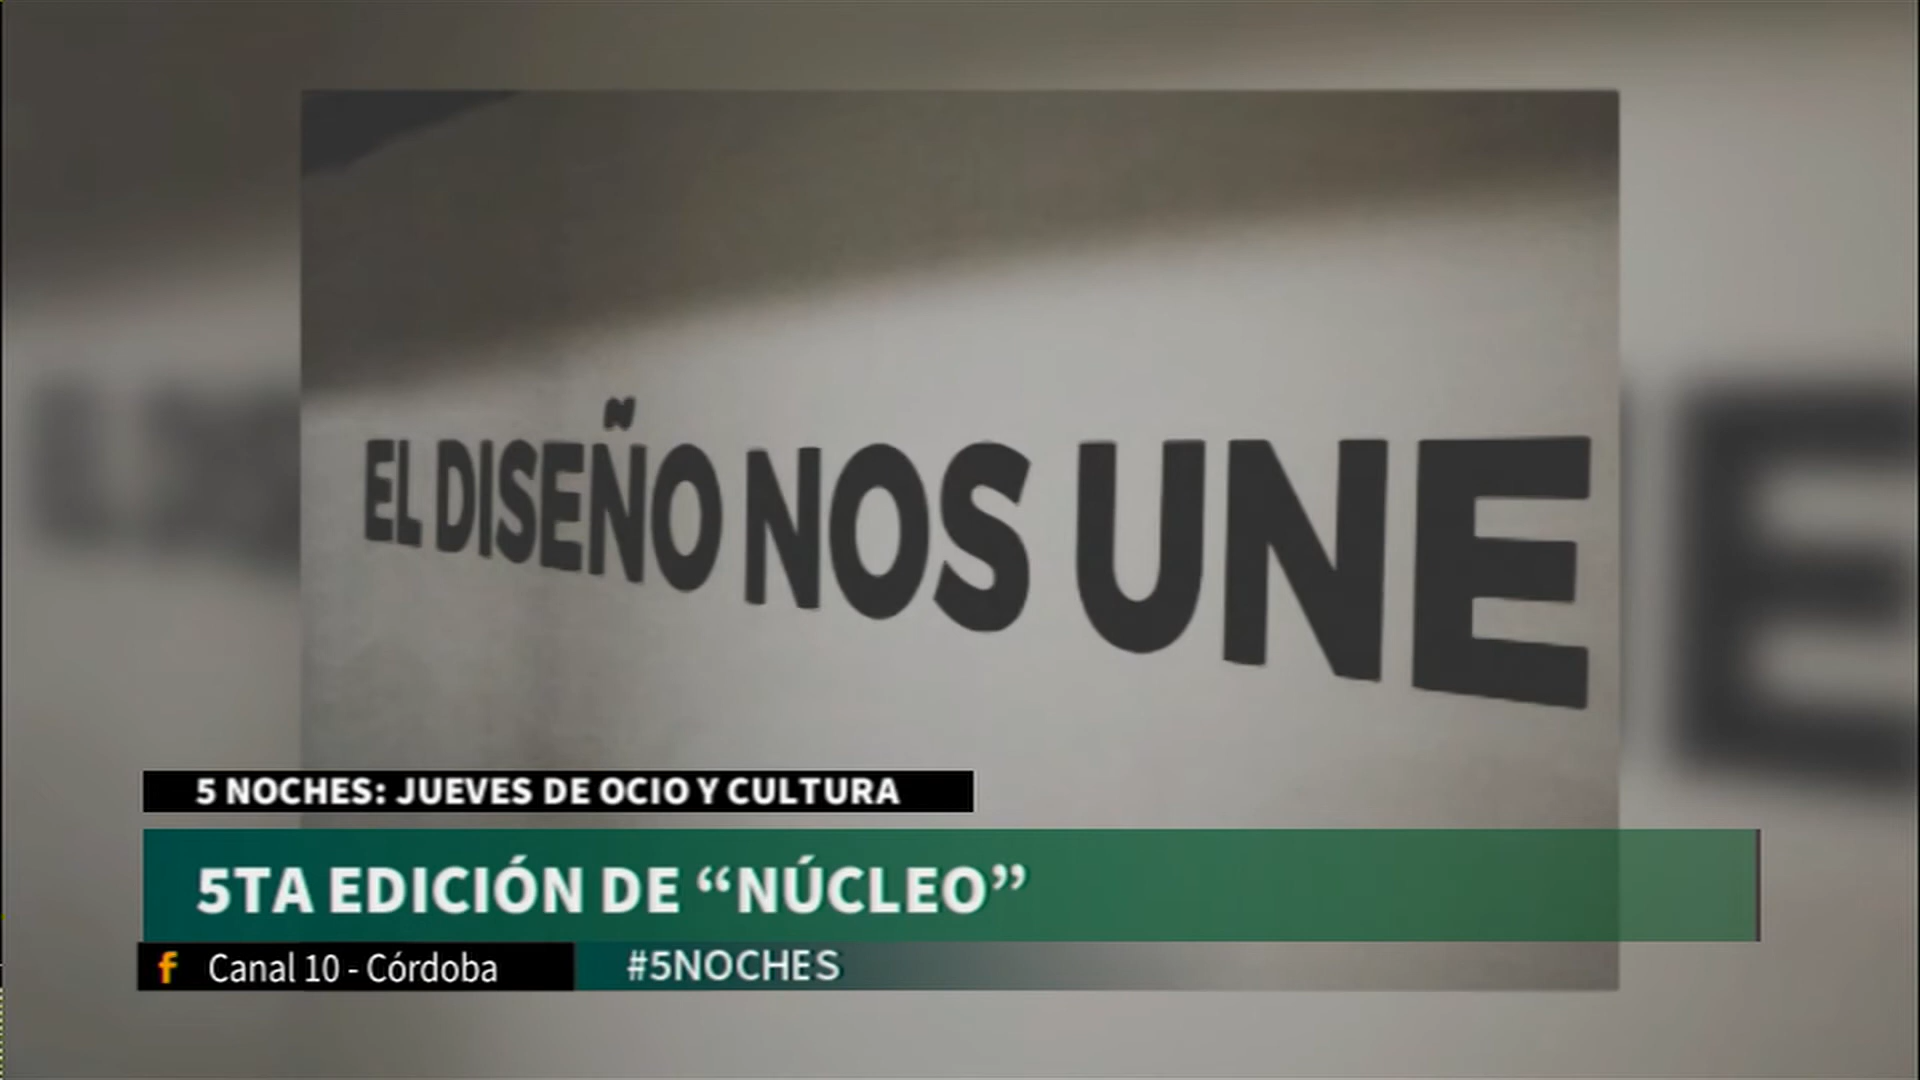 EL DISEÑO NOS UNE
5 NOCHES: JUEVES DE OCIO Y CULTURA
5TA EDICIÓN DE “NÚCLEO”
f Canal 10 - Córdoba
#5NOCHES